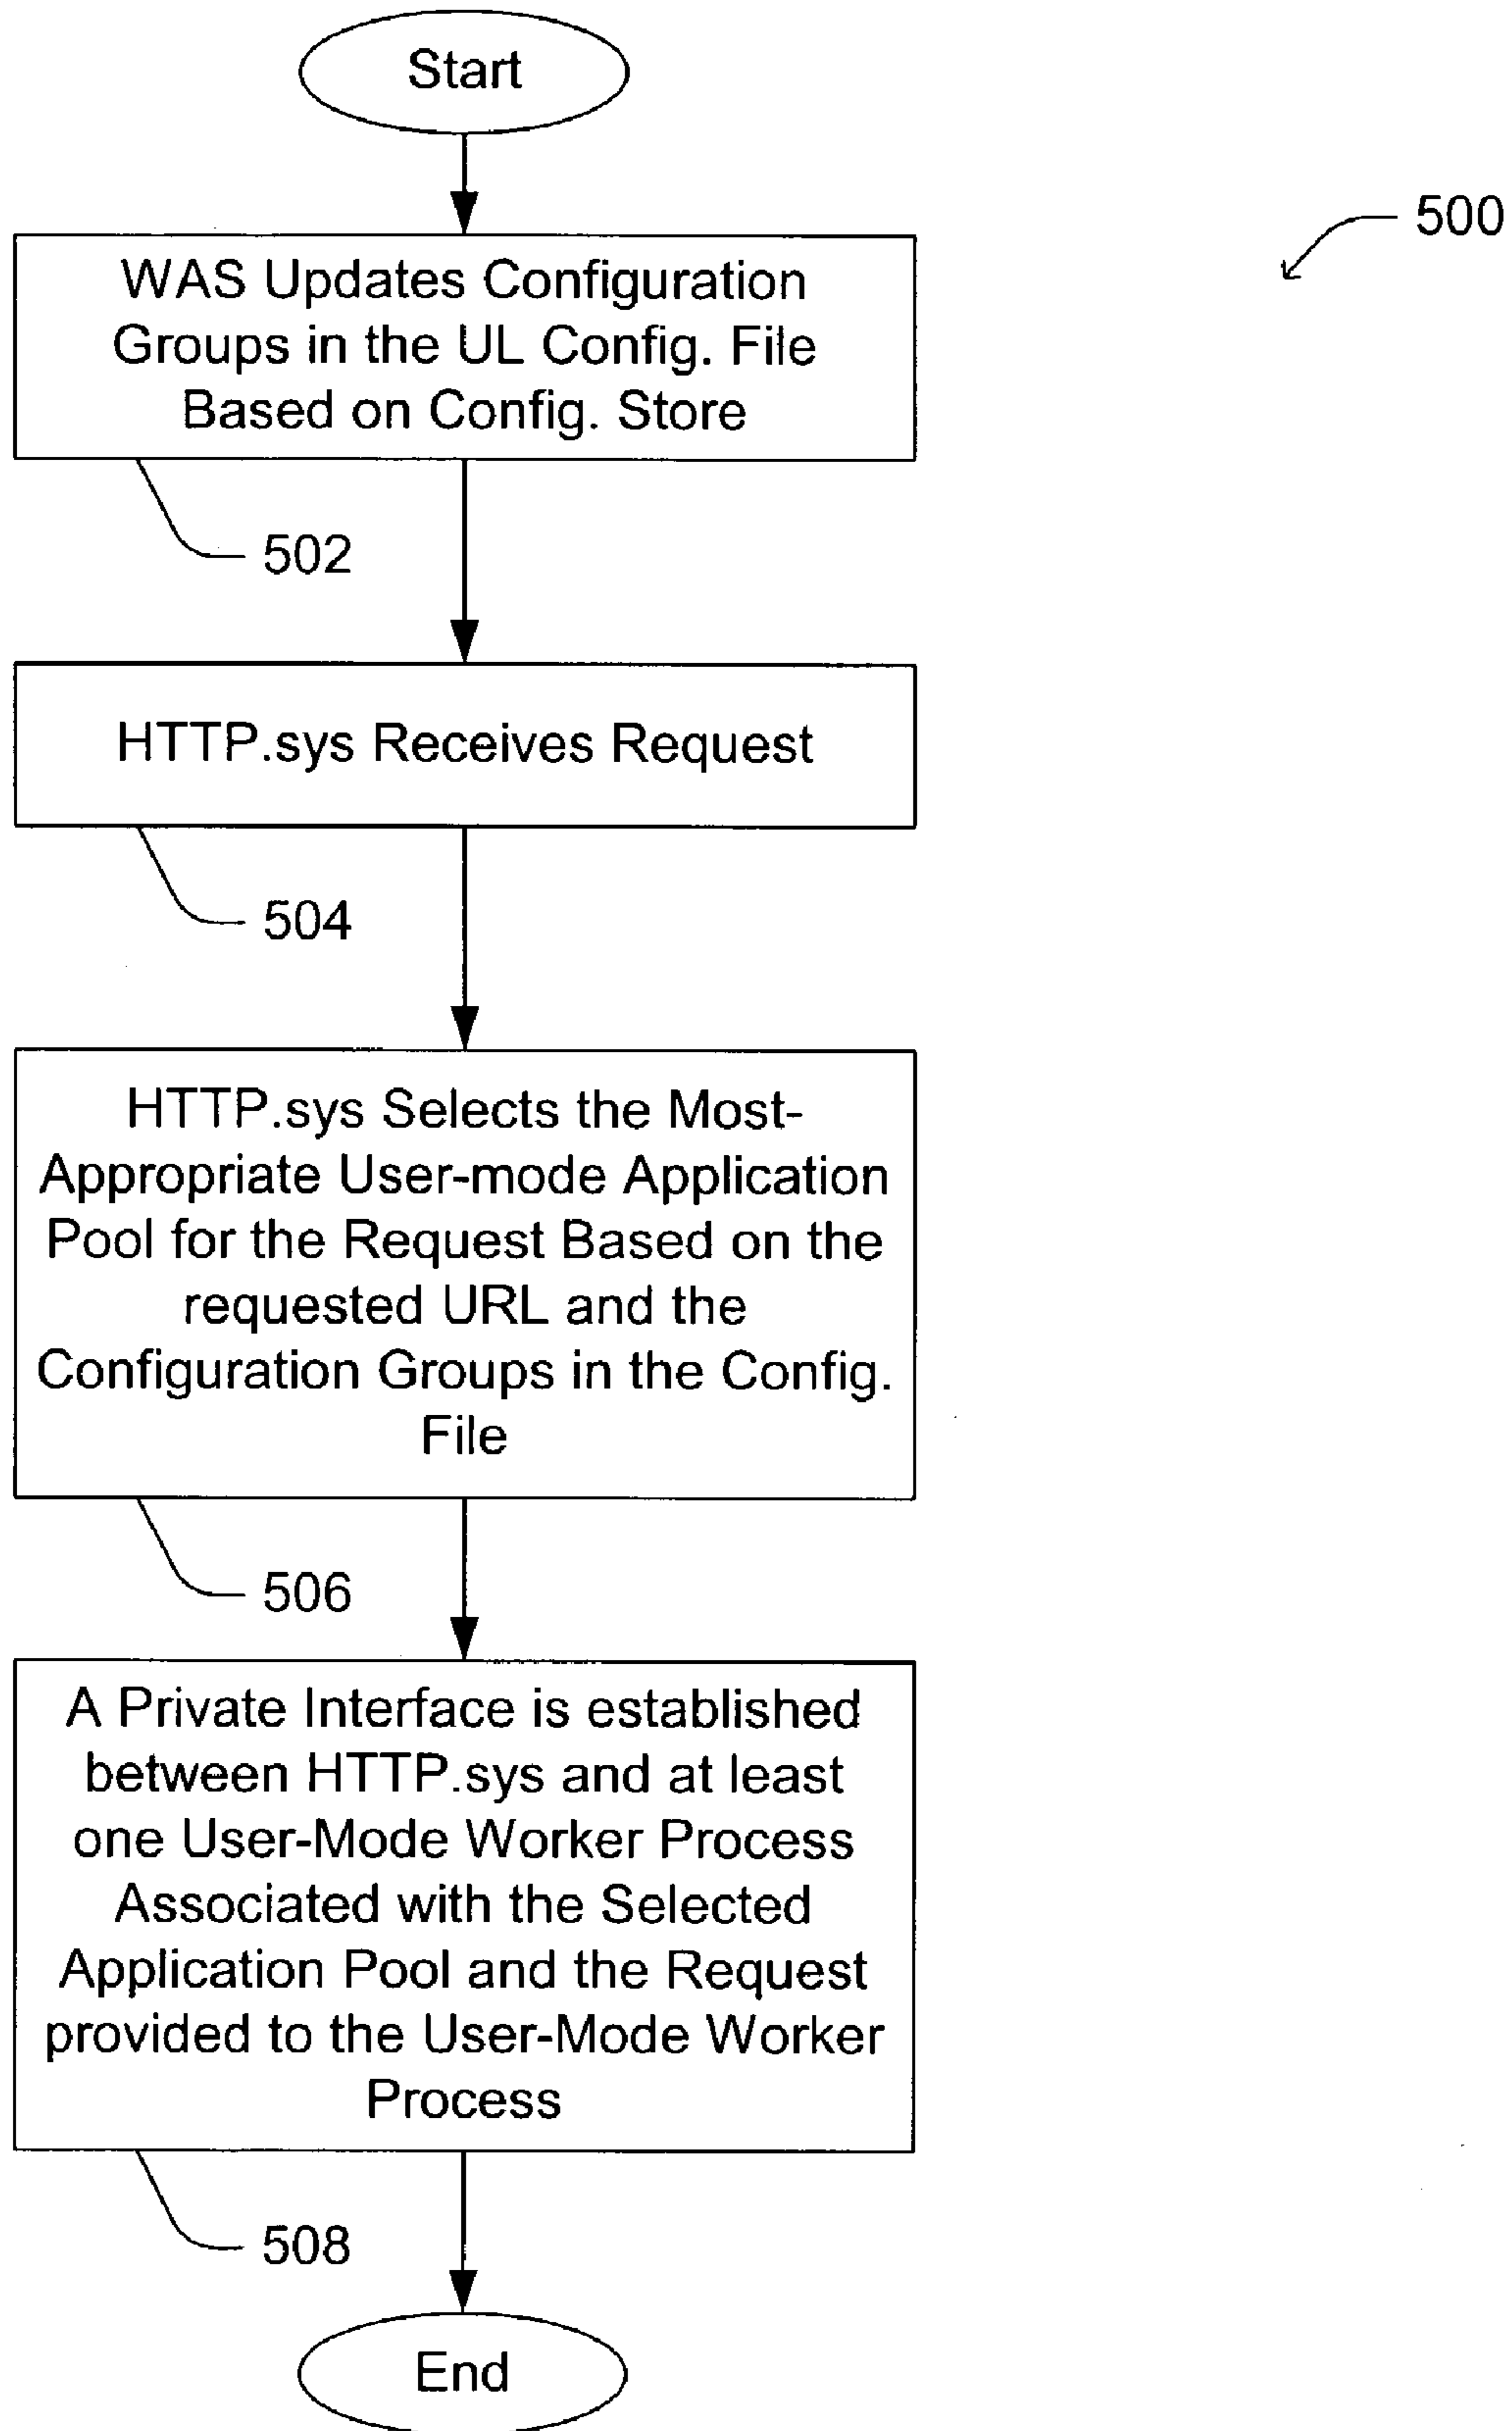 Start
500
WAS Updates Configuration
Groups in the UL Config. File
Based on Config. Store
502
HTTP.sys Receives Request
504
HTTP.sys Selects the Most-
Appropriate User-mode Application
Pool for the Request Based on the
requested URL and the
Configuration Groups in the Config.
File
506
A Private Interface is established
between HTTP.sys and at least
one User-Mode Worker Process
Associated with the Selected
Application Pool and the Request
provided to the User-Mode Worker
Process
508
End